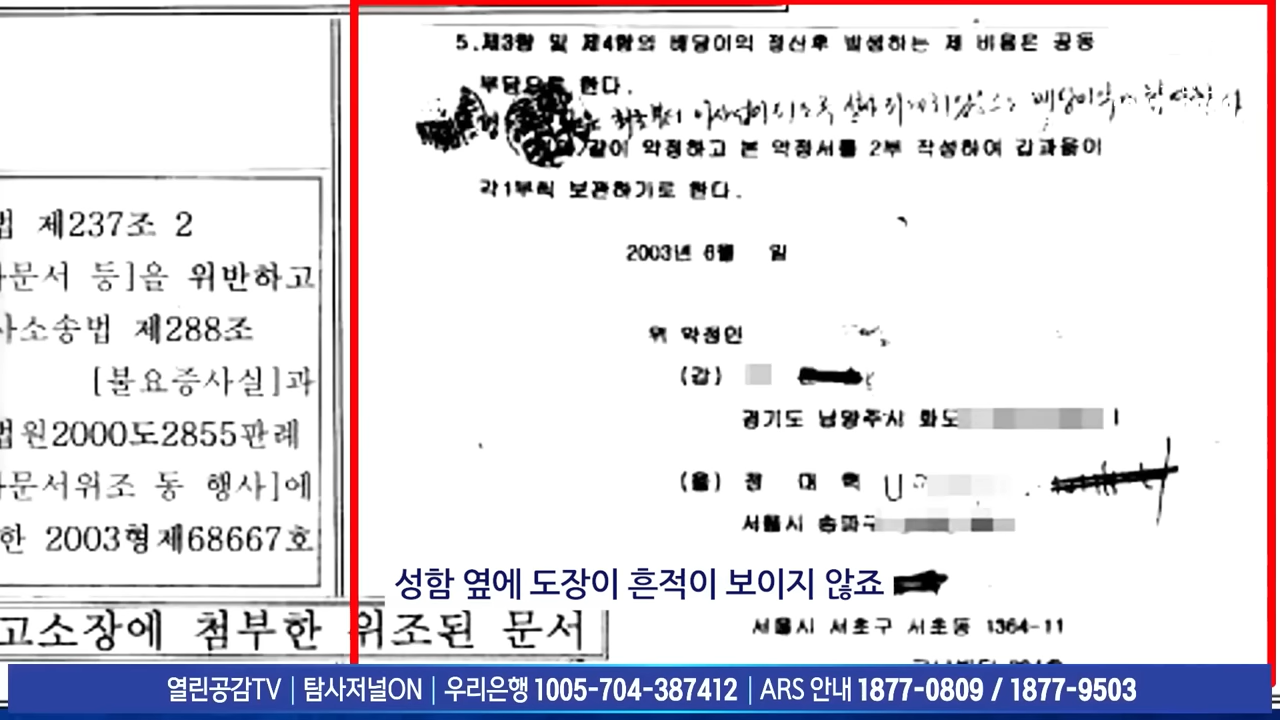 법 제237조 2
문서 등]을 위반하고
사소송법 제288조
[불요증사실]과
법원2000도2855판례
문서위조 동 행사]에
한 2003형제68667호
고소장에 첨부한 위조된 문서
5.제3항 및 제4항의 배당이익 정산후 발생하는 제 비용은 공동
부담으로 한다.
같이 약정하고 본 약정서를 2부 작성하여 갑과을이
각1부씩 보관하기로 한다.
2003년 6월 일
위 약정인
(갑)
경기도 남양주시 화도
(을) 정 대 택
서울시 송파구
성함 옆에 도장이 흔적이 보이지 않죠
서울시 서초구 서초동 1364-11
열린공감TV | 탐사저널ON | 우리은행 1005-704-387412 | ARS 안내 1877-0809 / 1877-9503